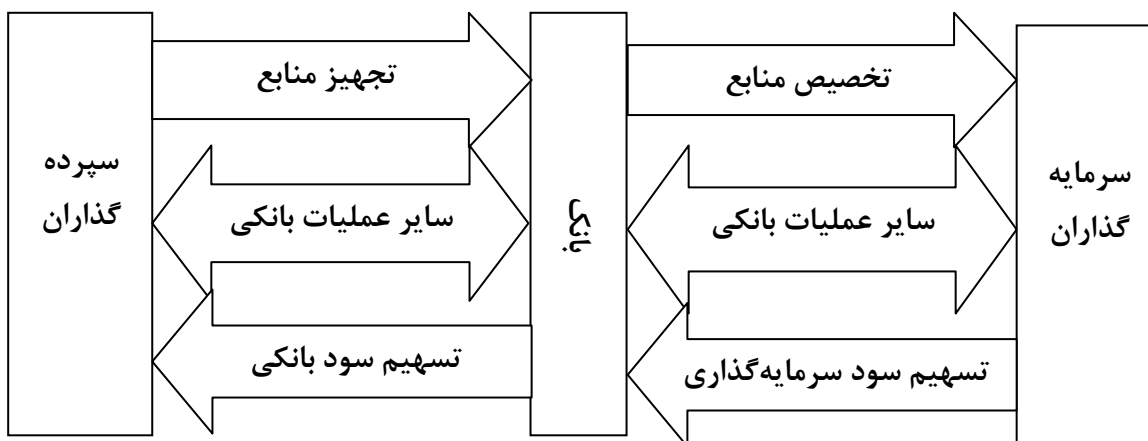 تجهیز منابع
تخصیص منابع
سپرده
گذاران
سایر عملیات بانکی
بانک
سایر عملیات بانکی
سرمایه
گذاران
تسهیم سود بانکی
تسهیم سود سرمایه‌گذاری